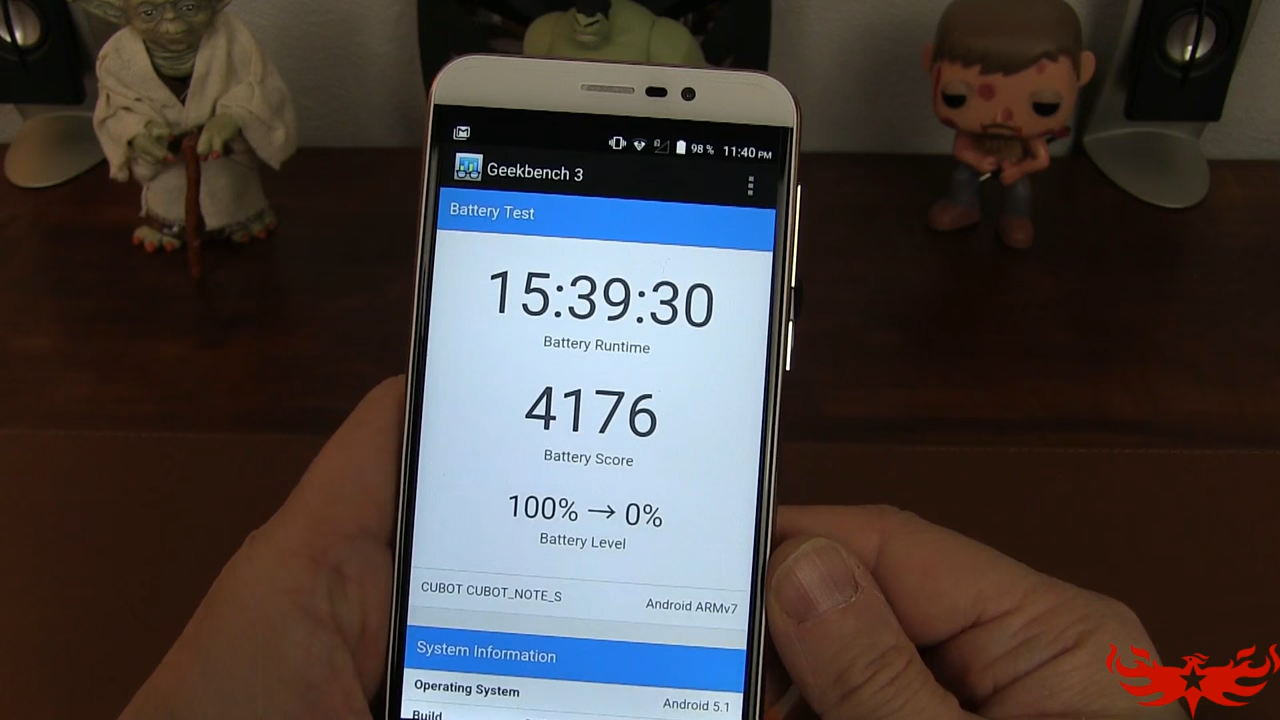 98 % 11:40 PM
Geekbench 3
Battery Test
15:39:30
Battery Runtime
4176
Battery Score
100% → 0%
Battery Level
CUBOT CUBOT_NOTE_S Android ARMv7
System Information
Operating System Android 5.1
Build